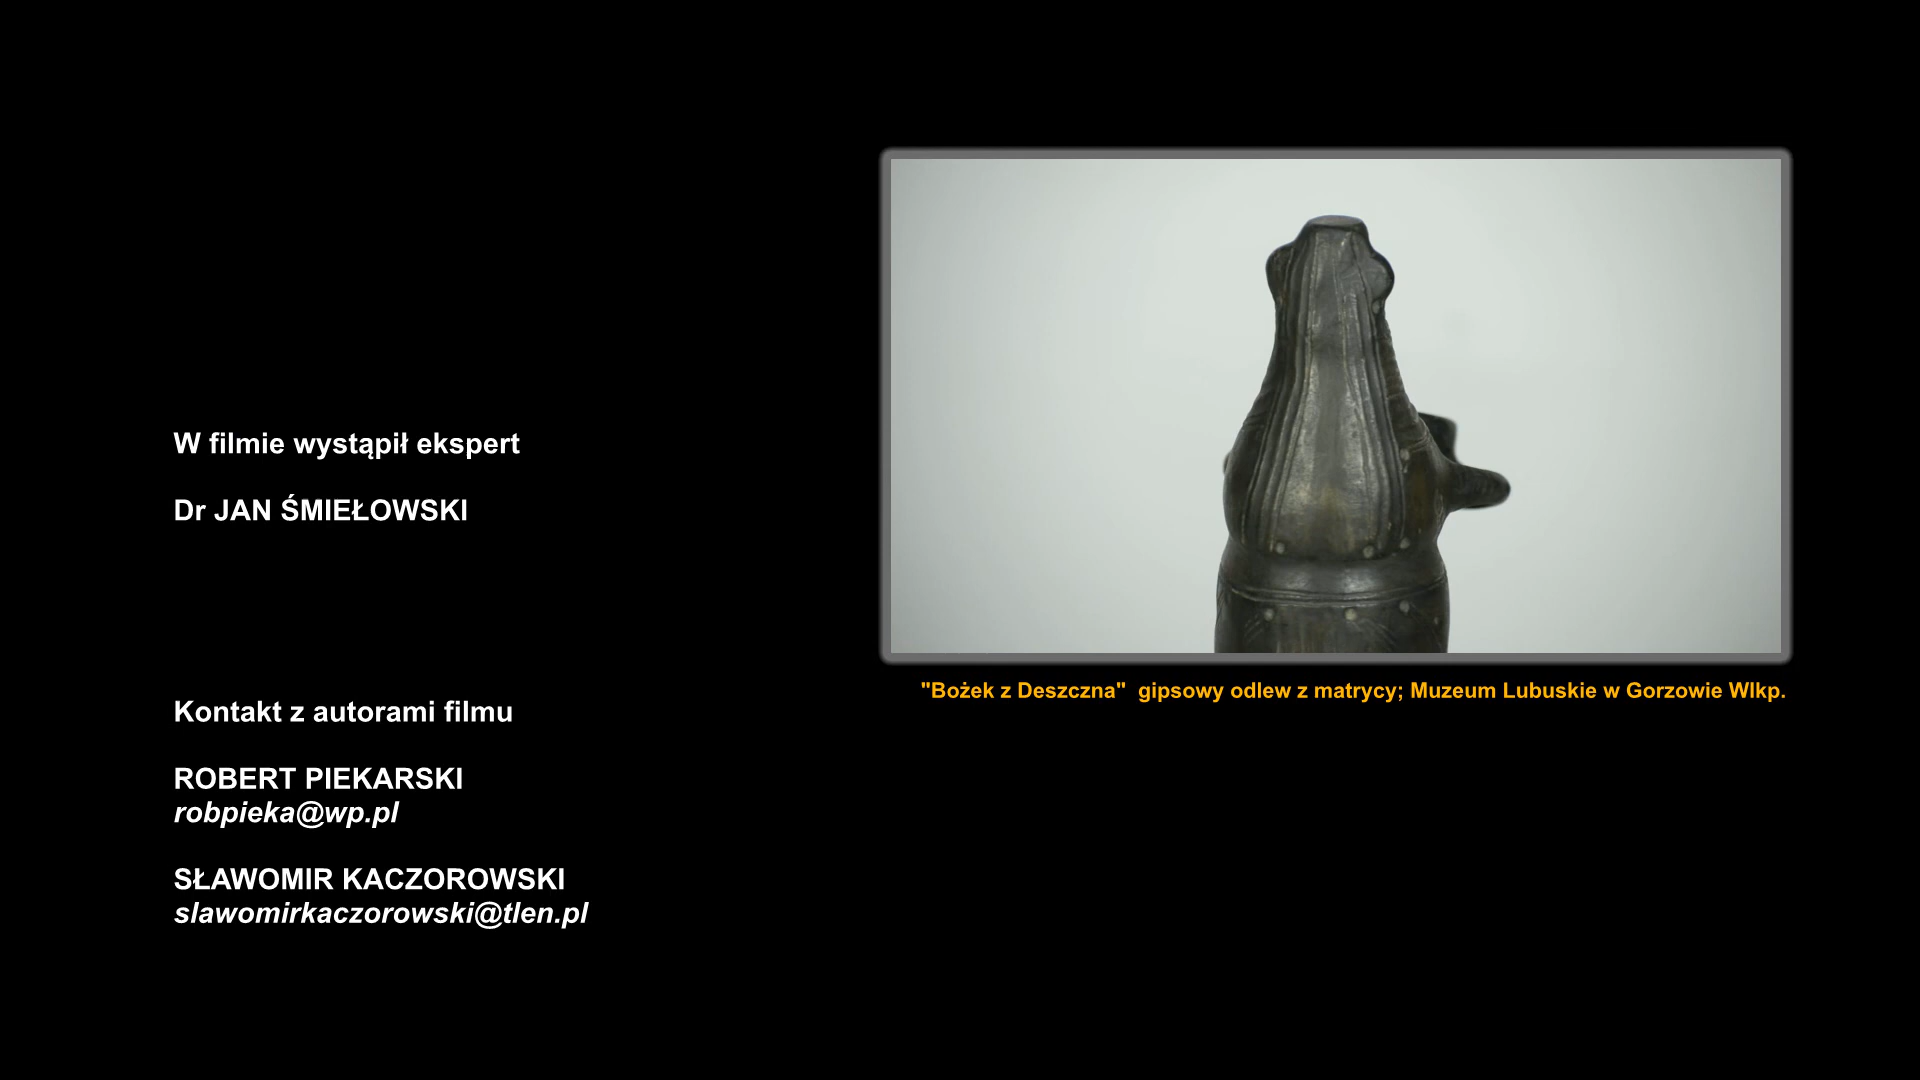 W filmie wystąpił ekspert
Dr JAN ŚMIEŁOWSKI
Kontakt z autorami filmu
ROBERT PIEKARSKI
robpieka@wp.pl
SŁAWOMIR KACZOROWSKI
slawomirkaczorowski@tlen.pl
"Bożek z Deszczna"  gipsowy odlew z matrycy; Muzeum Lubuskie w Gorzowie Wlkp.